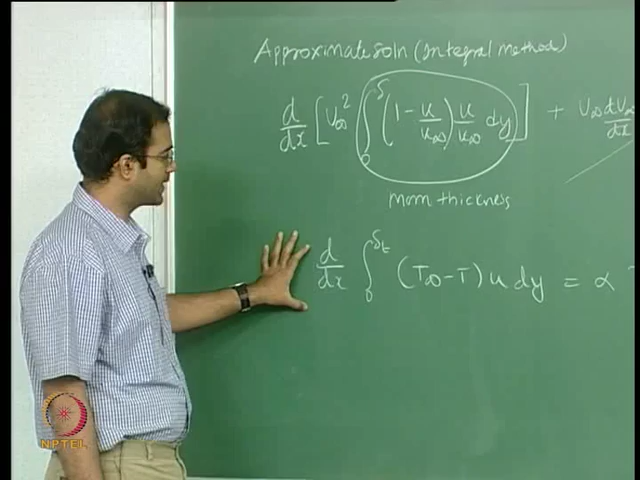 Approximate soln (Integral method)
d/dx [U∞² ∫₀^δ (1 - u/u∞) u/u∞ dy] + U∞ dU∞/dx
mom thickness
d/dx ∫₀^δt (T∞ - T) u dy = α
NPTEL